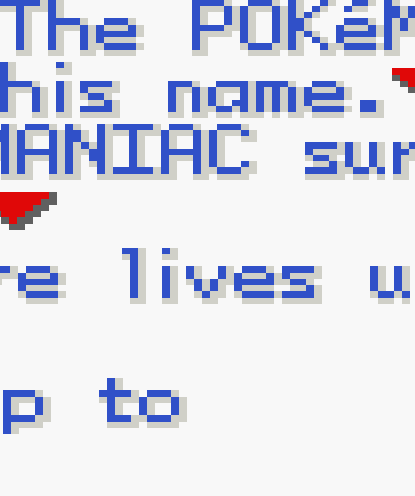 The POKéM
his name.
MANIAC sur
re lives u
p to